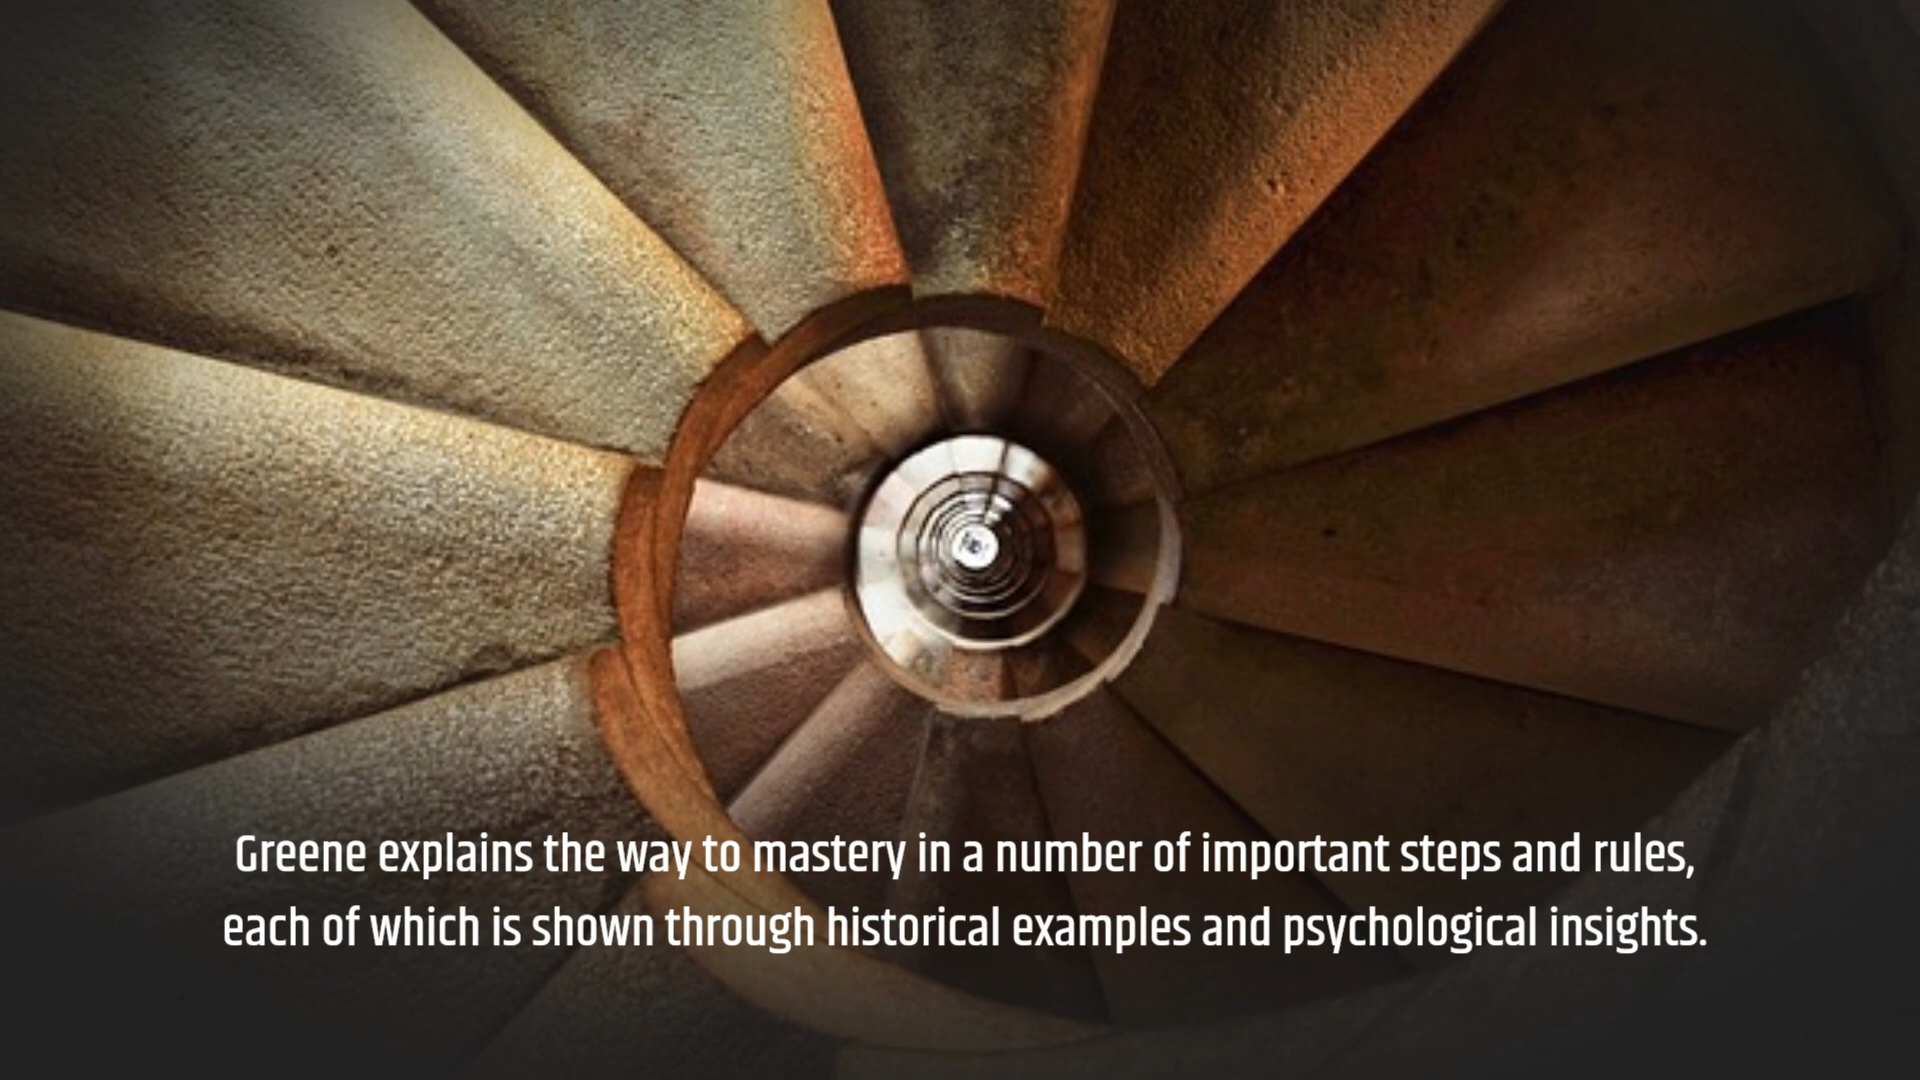 Greene explains the way to mastery in a number of important steps and rules,
each of which is shown through historical examples and psychological insights.